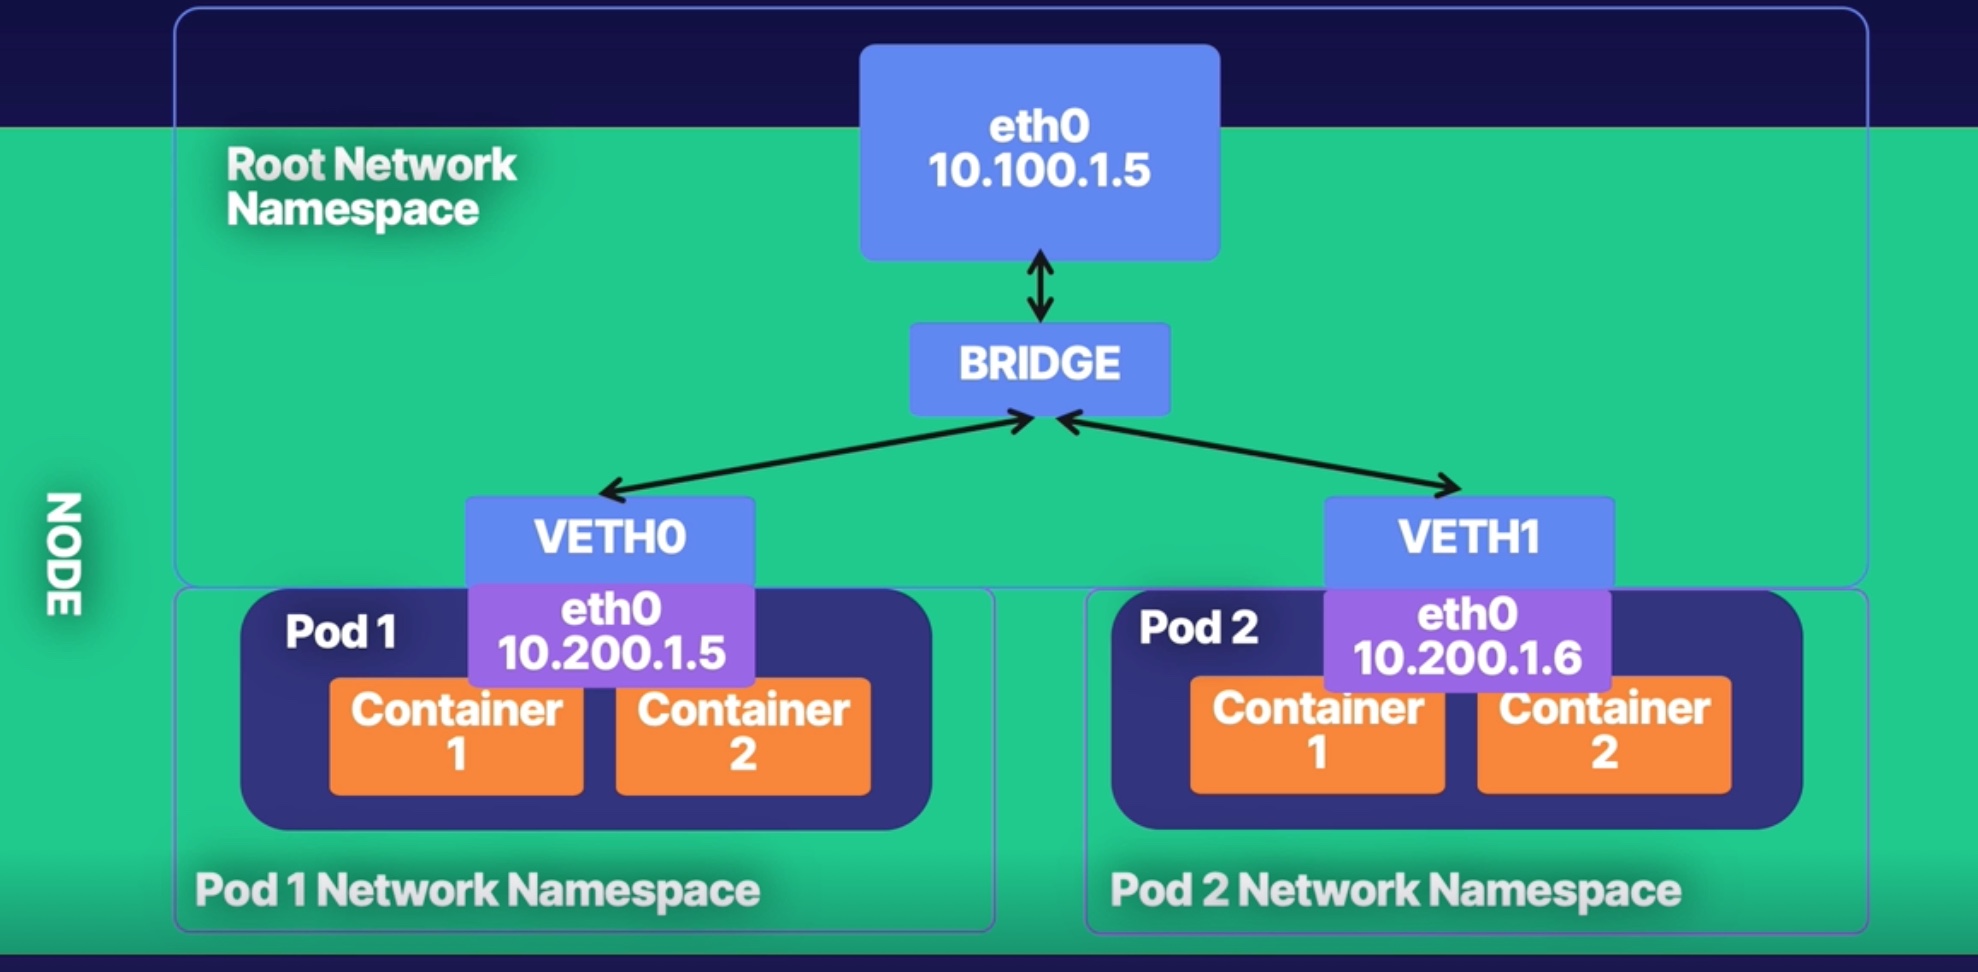 eth0
10.100.1.5
Root Network
Namespace
BRIDGE
NODE
VETH0
VETH1
Pod 1
eth0
10.200.1.5
Container
1
Container
2
Pod 2
eth0
10.200.1.6
Container
1
Container
2
Pod 1 Network Namespace
Pod 2 Network Namespace